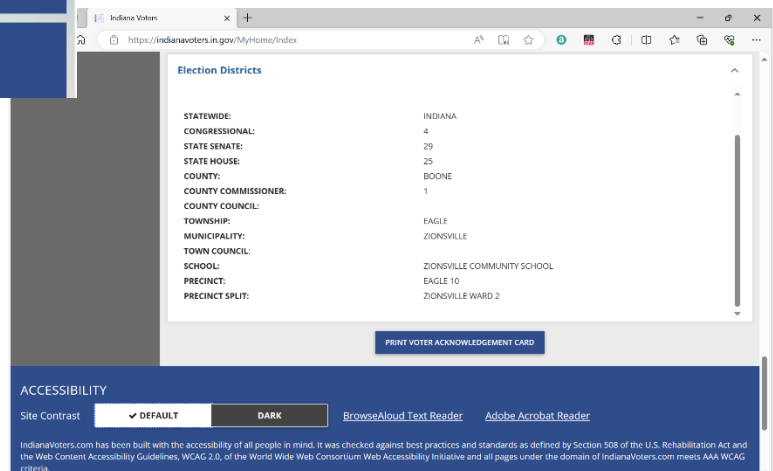 Indiana Voters
https://indianavoters.in.gov/MyHome/Index
Election Districts
STATEWIDE: INDIANA
CONGRESSIONAL: 4
STATE SENATE: 29
STATE HOUSE: 25
COUNTY: BOONE
COUNTY COMMISSIONER: 1
COUNTY COUNCIL:
TOWNSHIP: EAGLE
MUNICIPALITY: ZIONSVILLE
TOWN COUNCIL:
SCHOOL: ZIONSVILLE COMMUNITY SCHOOL
PRECINCT: EAGLE 10
PRECINCT SPLIT: ZIONSVILLE WARD 2
PRINT VOTER ACKNOWLEDGEMENT CARD
ACCESSIBILITY
Site Contrast ✔ DEFAULT DARK BrowseAloud Text Reader Adobe Acrobat Reader
IndianaVoters.com has been built with the accessibility of all people in mind. It was checked against best practices and standards as defined by Section 508 of the U.S. Rehabilitation Act and
the Web Content Accessibility Guidelines, WCAG 2.0, of the World Wide Web Consortium Web Accessibility Initiative and all pages under the domain of IndianaVoters.com meets AAA WCAG
criteria.